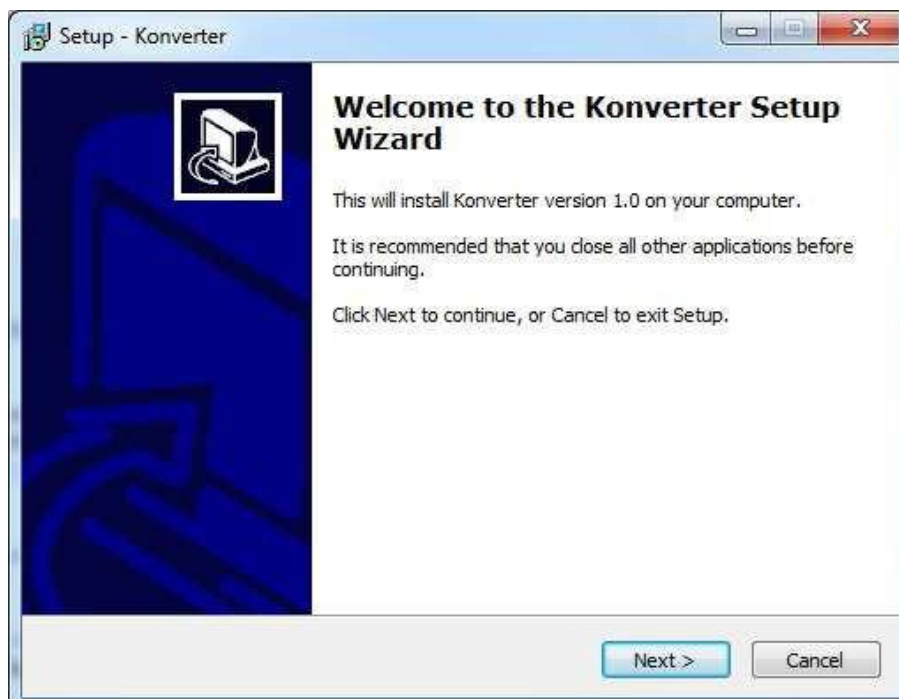 Setup - Konverter
Welcome to the Konverter Setup
Wizard
This will install Konverter version 1.0 on your computer.
It is recommended that you close all other applications before
continuing.
Click Next to continue, or Cancel to exit Setup.
Next >
Cancel